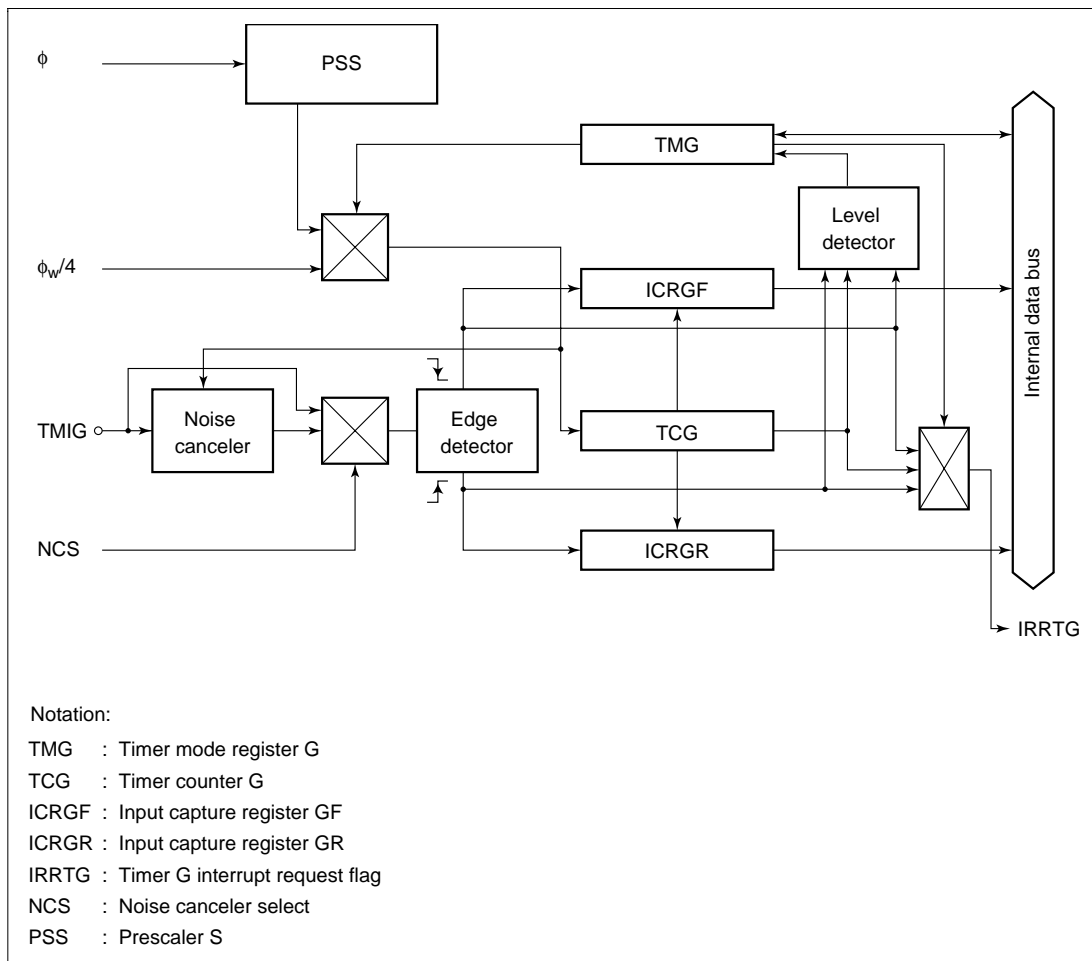 ϕ
PSS
TMG
Level
detector
ϕw/4
ICRGF
TMIG
Noise
canceler
Edge
detector
TCG
NCS
ICRGR
Internal data bus
IRRTG
Notation:
TMG : Timer mode register G
TCG : Timer counter G
ICRGF : Input capture register GF
ICRGR : Input capture register GR
IRRTG : Timer G interrupt request flag
NCS : Noise canceler select
PSS : Prescaler S